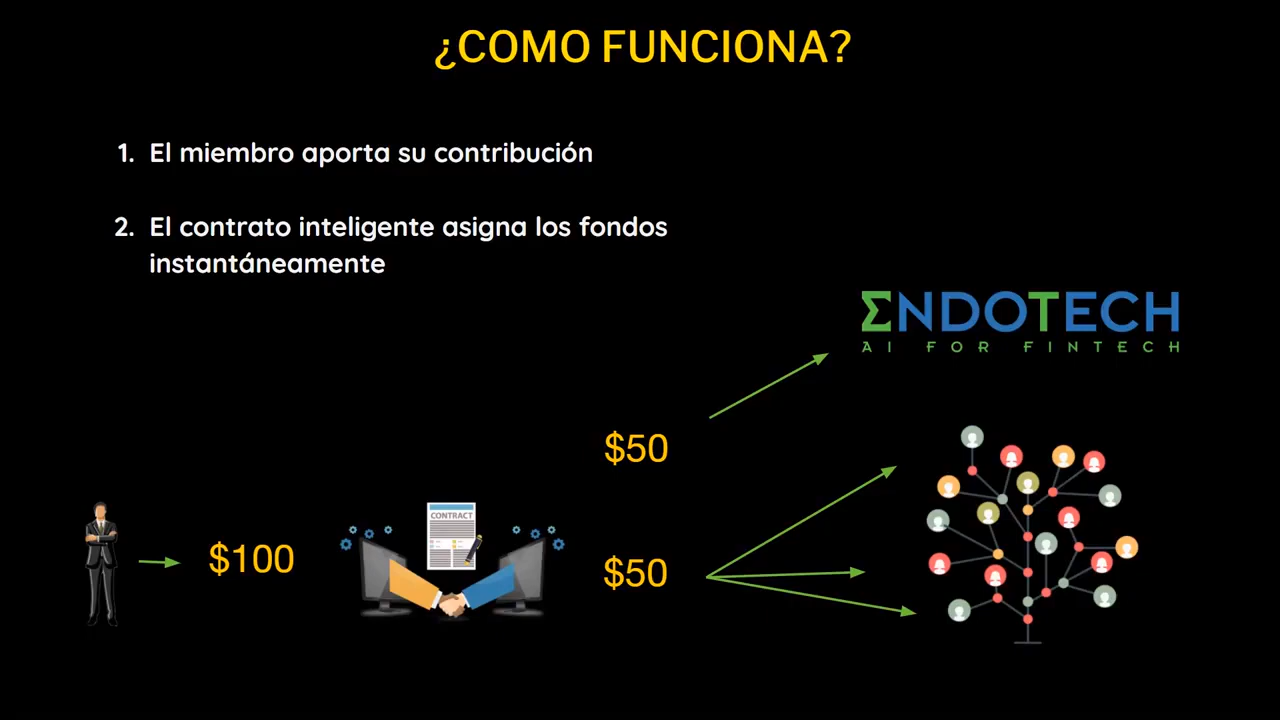 ¿COMO FUNCIONA?
1. El miembro aporta su contribución
2. El contrato inteligente asigna los fondos
instantáneamente
ΣNDOTECH
AI FOR FINTECH
$50
CONTRACT
$100
$50